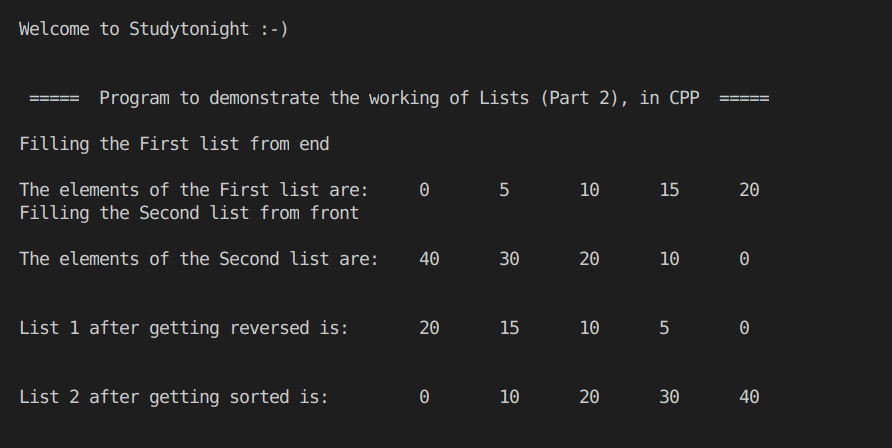 Welcome to Studytonight :-)
===== Program to demonstrate the working of Lists (Part 2), in CPP =====
Filling the First list from end
The elements of the First list are: 0 5 10 15 20
Filling the Second list from front
The elements of the Second list are: 40 30 20 10 0
List 1 after getting reversed is: 20 15 10 5 0
List 2 after getting sorted is: 0 10 20 30 40